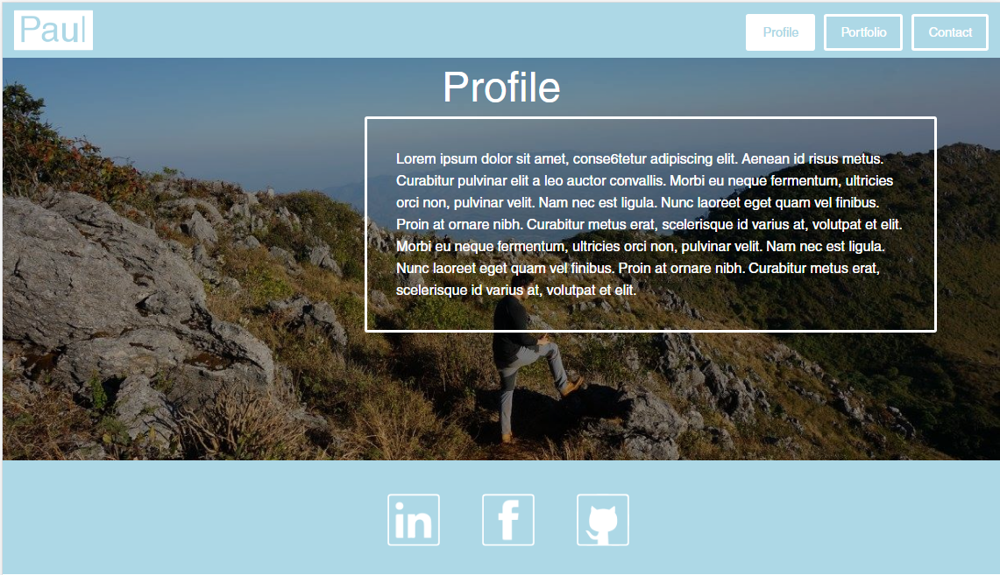 Paul
Profile
Portfolio
Contact
Profile
Lorem ipsum dolor sit amet, conse6tetur adipiscing elit. Aenean id risus metus.
Curabitur pulvinar elit a leo auctor convallis. Morbi eu neque fermentum, ultricies
orci non, pulvinar velit. Nam nec est ligula. Nunc laoreet eget quam vel finibus.
Proin at ornare nibh. Curabitur metus erat, scelerisque id varius at, volutpat et elit.
Morbi eu neque fermentum, ultricies orci non, pulvinar velit. Nam nec est ligula.
Nunc laoreet eget quam vel finibus. Proin at ornare nibh. Curabitur metus erat,
scelerisque id varius at, volutpat et elit.
in
f